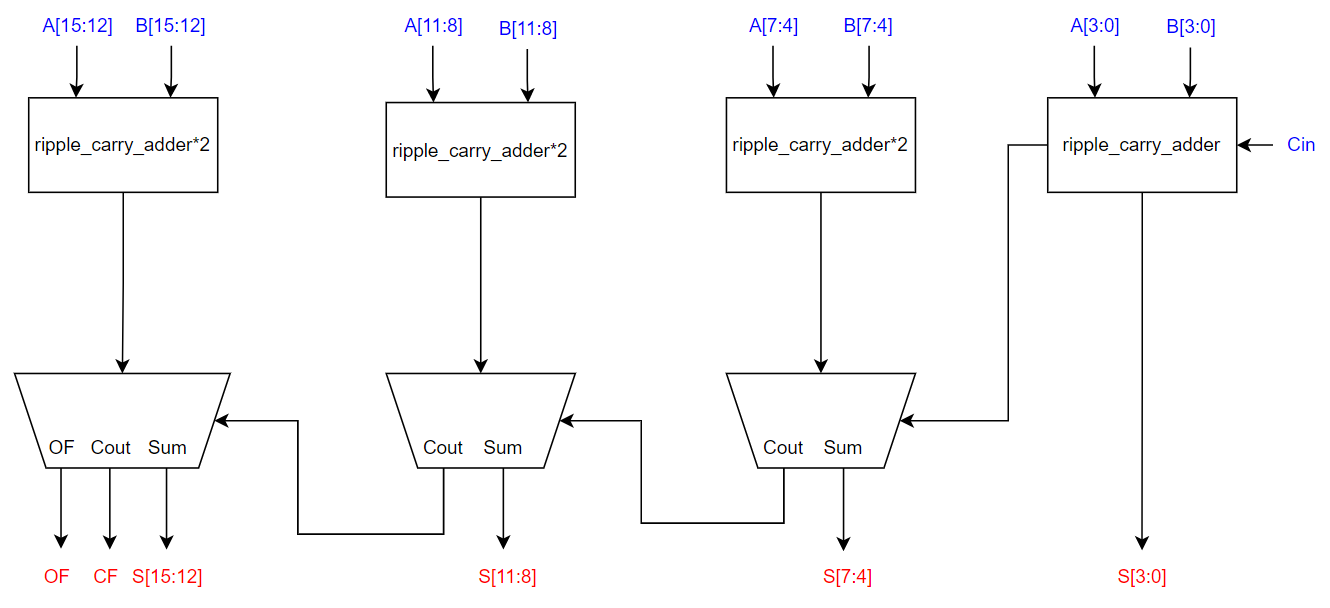 A[15:12] B[15:12] A[11:8] B[11:8] A[7:4] B[7:4] A[3:0] B[3:0]
ripple_carry_adder*2 ripple_carry_adder*2 ripple_carry_adder*2 ripple_carry_adder Cin
OF Cout Sum Cout Sum Cout Sum
OF CF S[15:12] S[11:8] S[7:4] S[3:0]